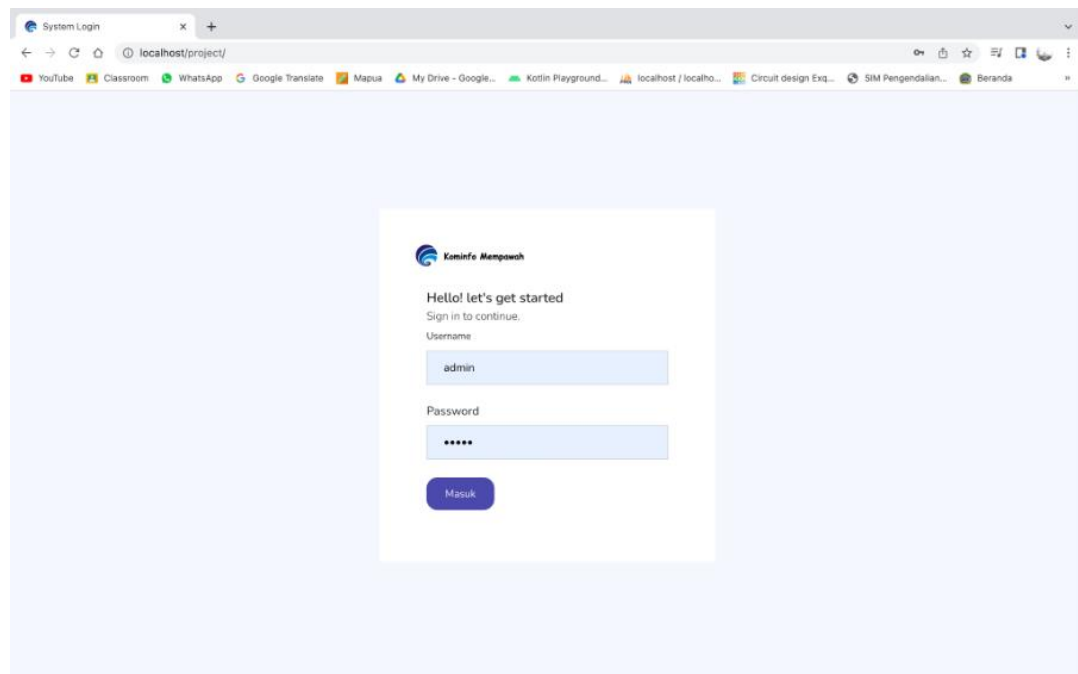 System Login
localhost/project/
YouTube Classroom WhatsApp Google Translate Mapua My Drive - Google... Kotlin Playground... localhost / localho... Circuit design Exq... SIM Pengendalian... Beranda »
Kominfo Mempawah
Hello! let's get started
Sign in to continue.
Username
admin
Password
•••••
Masuk